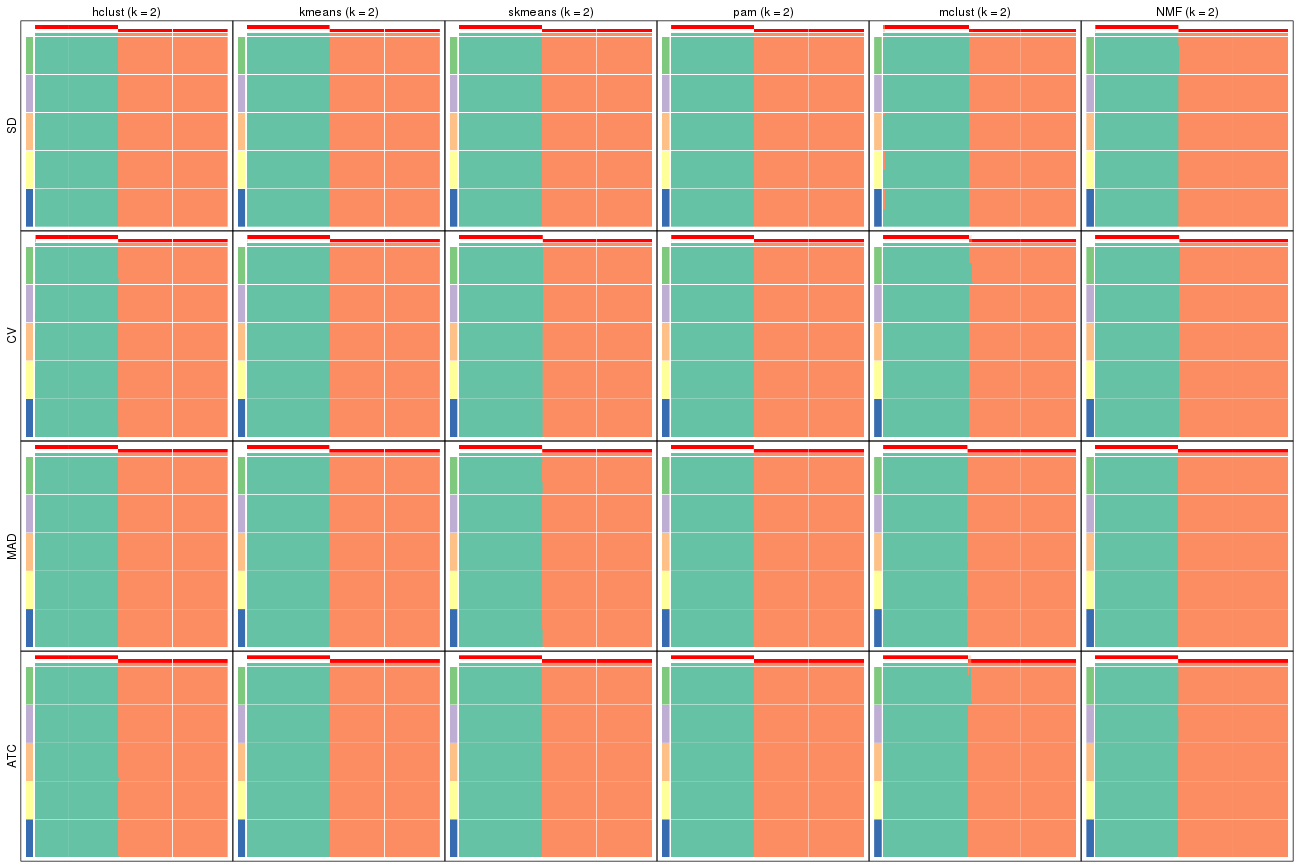 hclust (k = 2)
kmeans (k = 2)
skmeans (k = 2)
pam (k = 2)
mclust (k = 2)
NMF (k = 2)
SD
CV
MAD
ATC